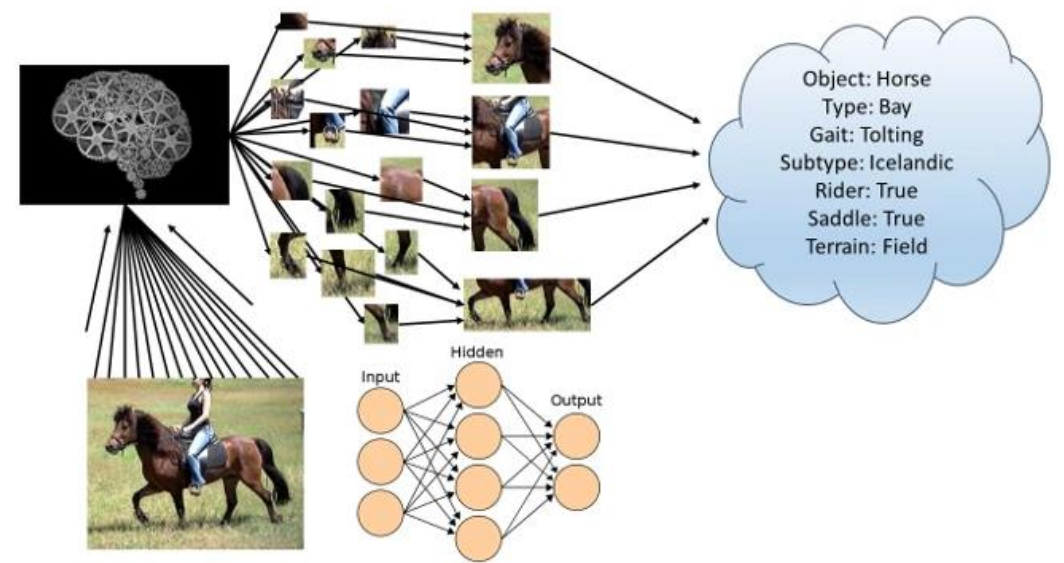 Object: Horse
Type: Bay
Gait: Tolting
Subtype: Icelandic
Rider: True
Saddle: True
Terrain: Field
Hidden
Input
Output